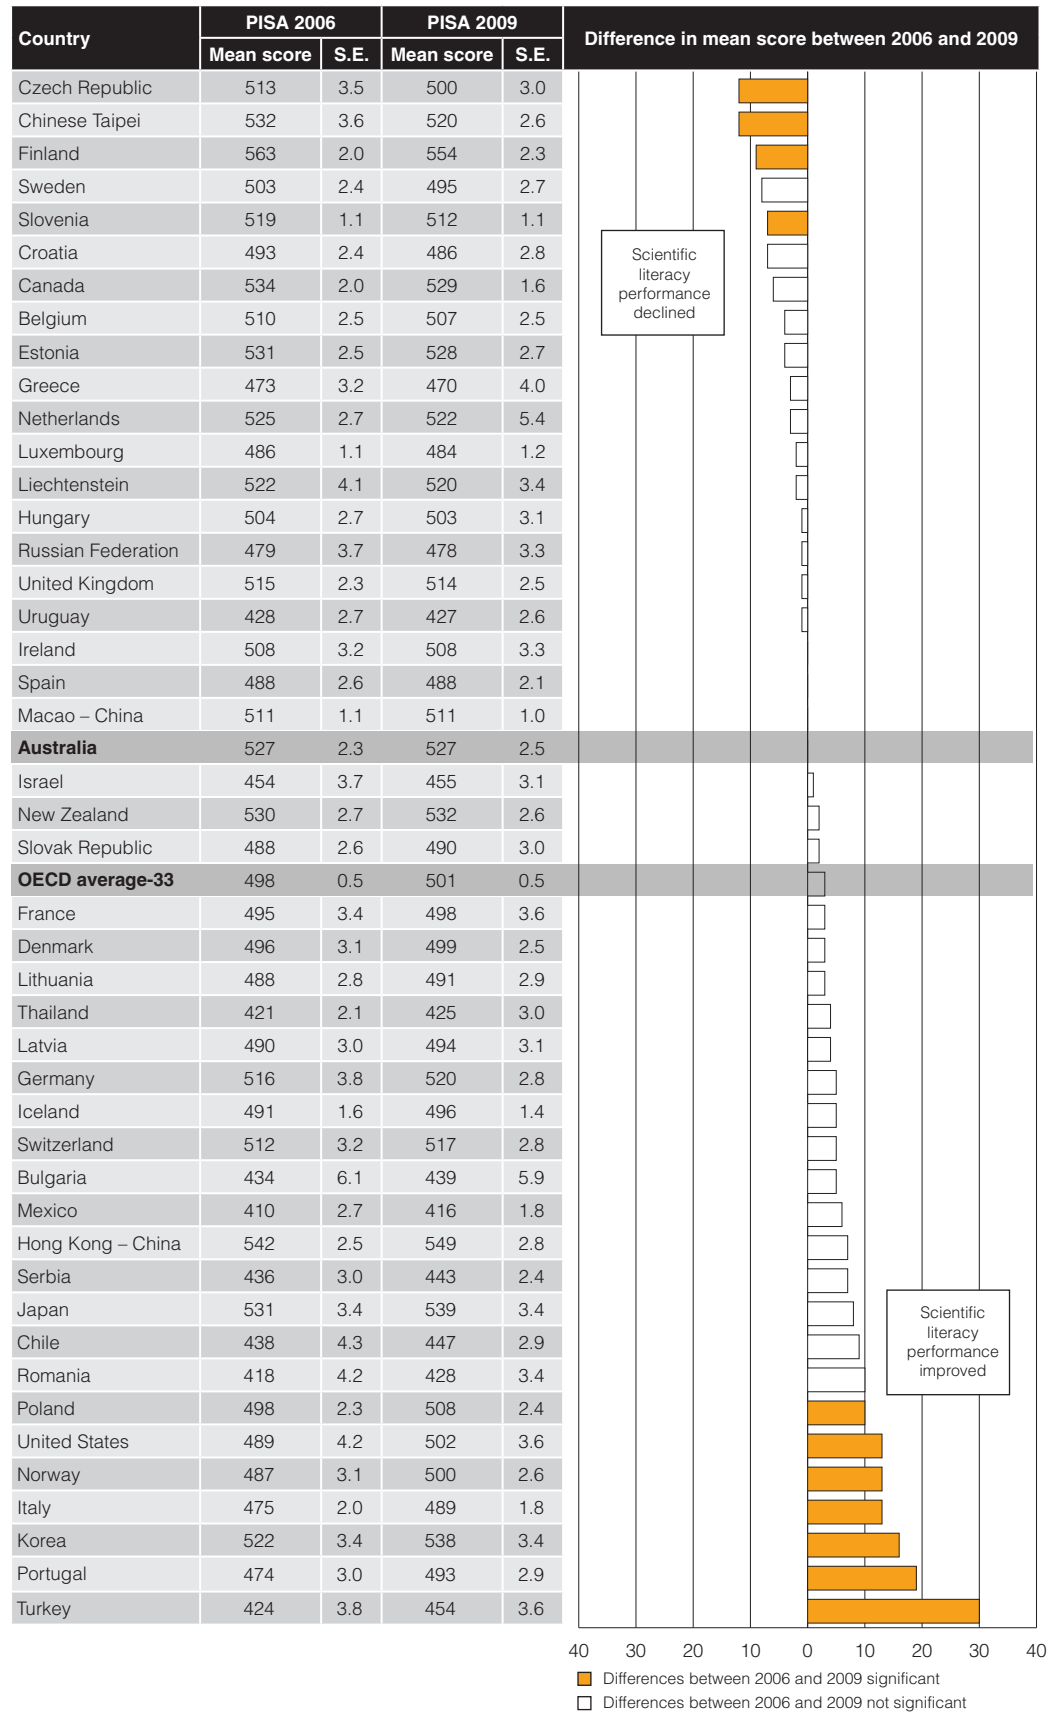 Country PISA 2006 PISA 2009 Difference in mean score between 2006 and 2009
Mean score S.E. Mean score S.E.
Czech Republic 513 3.5 500 3.0
Chinese Taipei 532 3.6 520 2.6
Finland 563 2.0 554 2.3
Sweden 503 2.4 495 2.7
Slovenia 519 1.1 512 1.1
Croatia 493 2.4 486 2.8
Canada 534 2.0 529 1.6
Belgium 510 2.5 507 2.5
Estonia 531 2.5 528 2.7
Greece 473 3.2 470 4.0
Netherlands 525 2.7 522 5.4
Luxembourg 486 1.1 484 1.2
Liechtenstein 522 4.1 520 3.4
Hungary 504 2.7 503 3.1
Russian Federation 479 3.7 478 3.3
United Kingdom 515 2.3 514 2.5
Uruguay 428 2.7 427 2.6
Ireland 508 3.2 508 3.3
Spain 488 2.6 488 2.1
Macao – China 511 1.1 511 1.0
Australia 527 2.3 527 2.5
Israel 454 3.7 455 3.1
New Zealand 530 2.7 532 2.6
Slovak Republic 488 2.6 490 3.0
OECD average-33 498 0.5 501 0.5
France 495 3.4 498 3.6
Denmark 496 3.1 499 2.5
Lithuania 488 2.8 491 2.9
Thailand 421 2.1 425 3.0
Latvia 490 3.0 494 3.1
Germany 516 3.8 520 2.8
Iceland 491 1.6 496 1.4
Switzerland 512 3.2 517 2.8
Bulgaria 434 6.1 439 5.9
Mexico 410 2.7 416 1.8
Hong Kong – China 542 2.5 549 2.8
Serbia 436 3.0 443 2.4
Japan 531 3.4 539 3.4
Chile 438 4.3 447 2.9
Romania 418 4.2 428 3.4
Poland 498 2.3 508 2.4
United States 489 4.2 502 3.6
Norway 487 3.1 500 2.6
Italy 475 2.0 489 1.8
Korea 522 3.4 538 3.4
Portugal 474 3.0 493 2.9
Turkey 424 3.8 454 3.6
Scientific
literacy
performance
declined
Scientific
literacy
performance
improved
40 30 20 10 0 10 20 30 40
Differences between 2006 and 2009 significant
Differences between 2006 and 2009 not significant